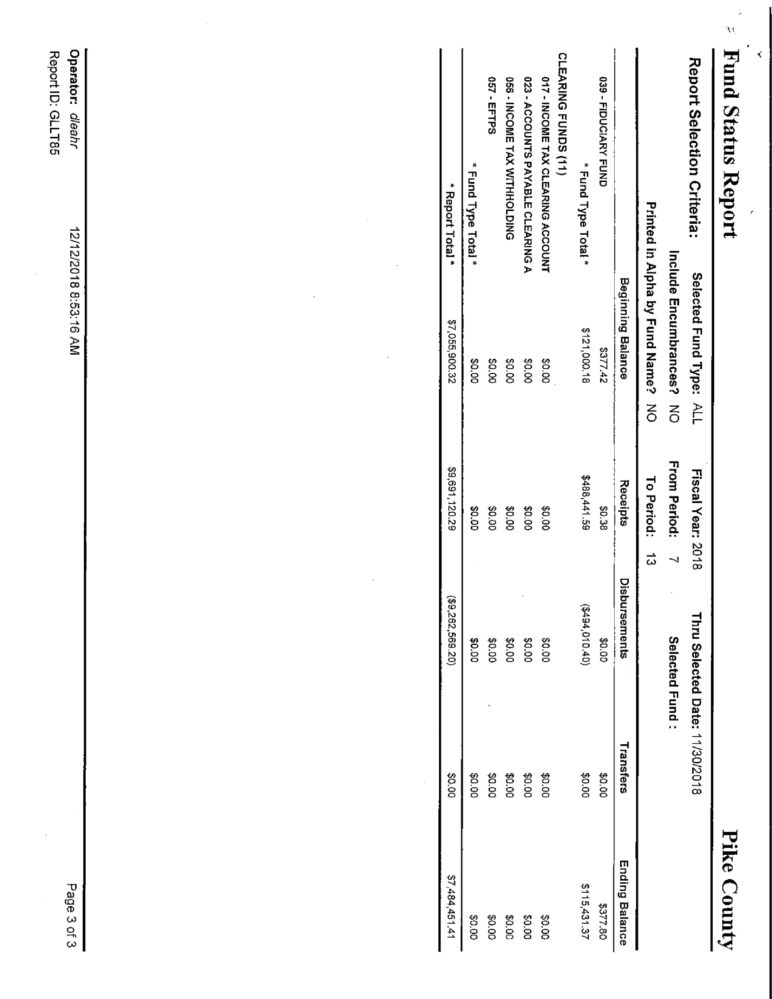 Fund Status Report Pike County
Report Selection Criteria: Selected Fund Type: ALL Fiscal Year: 2018 Thru Selected Date: 11/30/2018
Include Encumbrances? NO From Period: 7 Selected Fund :
Printed in Alpha by Fund Name? NO To Period: 13
Beginning Balance Receipts Disbursements Transfers Ending Balance
039 - FIDUCIARY FUND $377.42 $0.38 $0.00 $0.00 $377.80
* Fund Type Total * $121,000.18 $488,441.59 ($494,010.40) $0.00 $115,431.37
CLEARING FUNDS (11)
017 - INCOME TAX CLEARING ACCOUNT $0.00 $0.00 $0.00 $0.00 $0.00
023 - ACCOUNTS PAYABLE CLEARING A $0.00 $0.00 $0.00 $0.00 $0.00
056 - INCOME TAX WITHHOLDING $0.00 $0.00 $0.00 $0.00 $0.00
057 - EFTPS $0.00 $0.00 $0.00 $0.00 $0.00
* Fund Type Total * $0.00 $0.00 $0.00 $0.00 $0.00
* Report Total * $7,055,900.32 $9,691,120.29 ($9,262,569.20) $0.00 $7,484,451.41
Operator: dleahr 12/12/2018 8:53:16 AM Page 3 of 3
Report ID: GLLT85